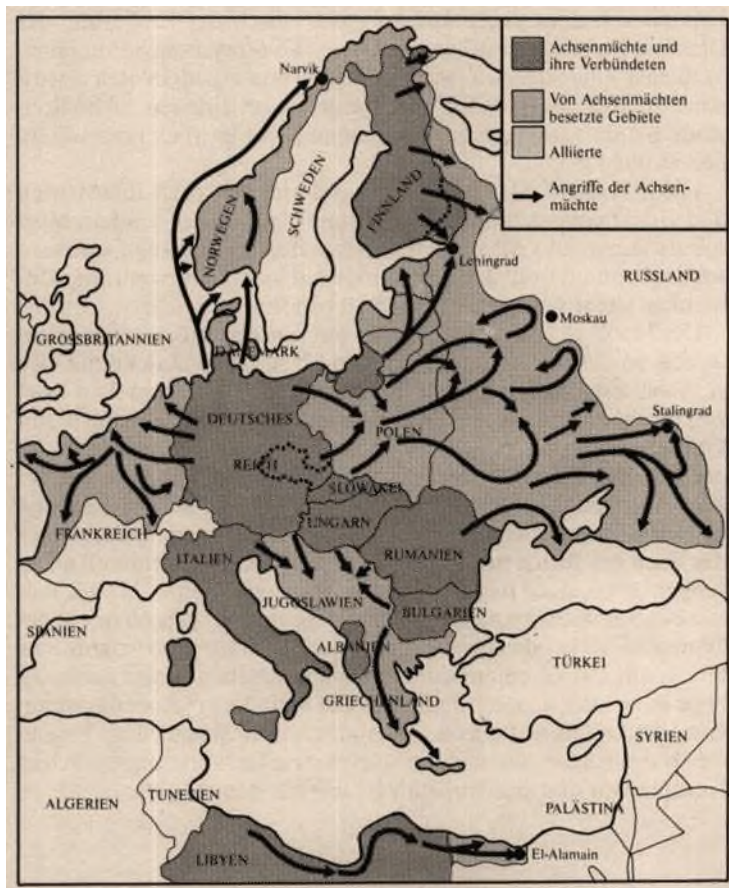 Achsenmächte und
ihre Verbündeten
Von Achsenmächten
besetzte Gebiete
Alliierte
Angriffe der Achsen-
mächte
Narvik
NORWEGEN
SCHWEDEN
FINNLAND
Leningrad
RUSSLAND
Moskau
GROSSBRITANNIEN
DÄNEMARK
DEUTSCHES
REICH
POLEN
Stalingrad
SLOWAKEI
UNGARN
FRANKREICH
ITALIEN
RUMANIEN
JUGOSLAWIEN
BULGARIEN
SPANIEN
ALBANIEN
TÜRKEI
GRIECHENLAND
SYRIEN
ALGERIEN
TUNESIEN
PALÄSTINA
LIBYEN
El-Alamain